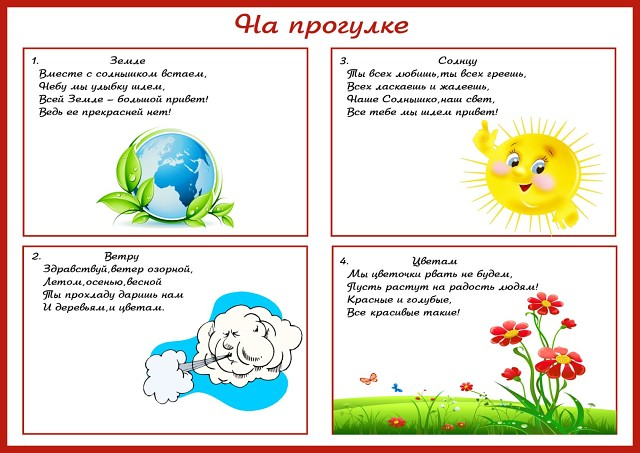 На прогулке
1. Земле
Вместе с солнышком встаем,
Небу мы улыбку шлем,
Всей Земле – большой привет!
Ведь ее прекрасней нет!
2. Ветру
Здравствуй,ветер озорной,
Летом,осенью,весной
Ты прохладу даришь нам
И деревьям,и цветам.
3. Солнцу
Ты всех любишь,ты всех греешь,
Всех ласкаешь и жалеешь,
Наше Солнышко,наш свет,
Все тебе мы шлем привет!
4. Цветам
Мы цветочки рвать не будем,
Пусть растут на радость людям!
Красные и голубые,
Все красивые такие!